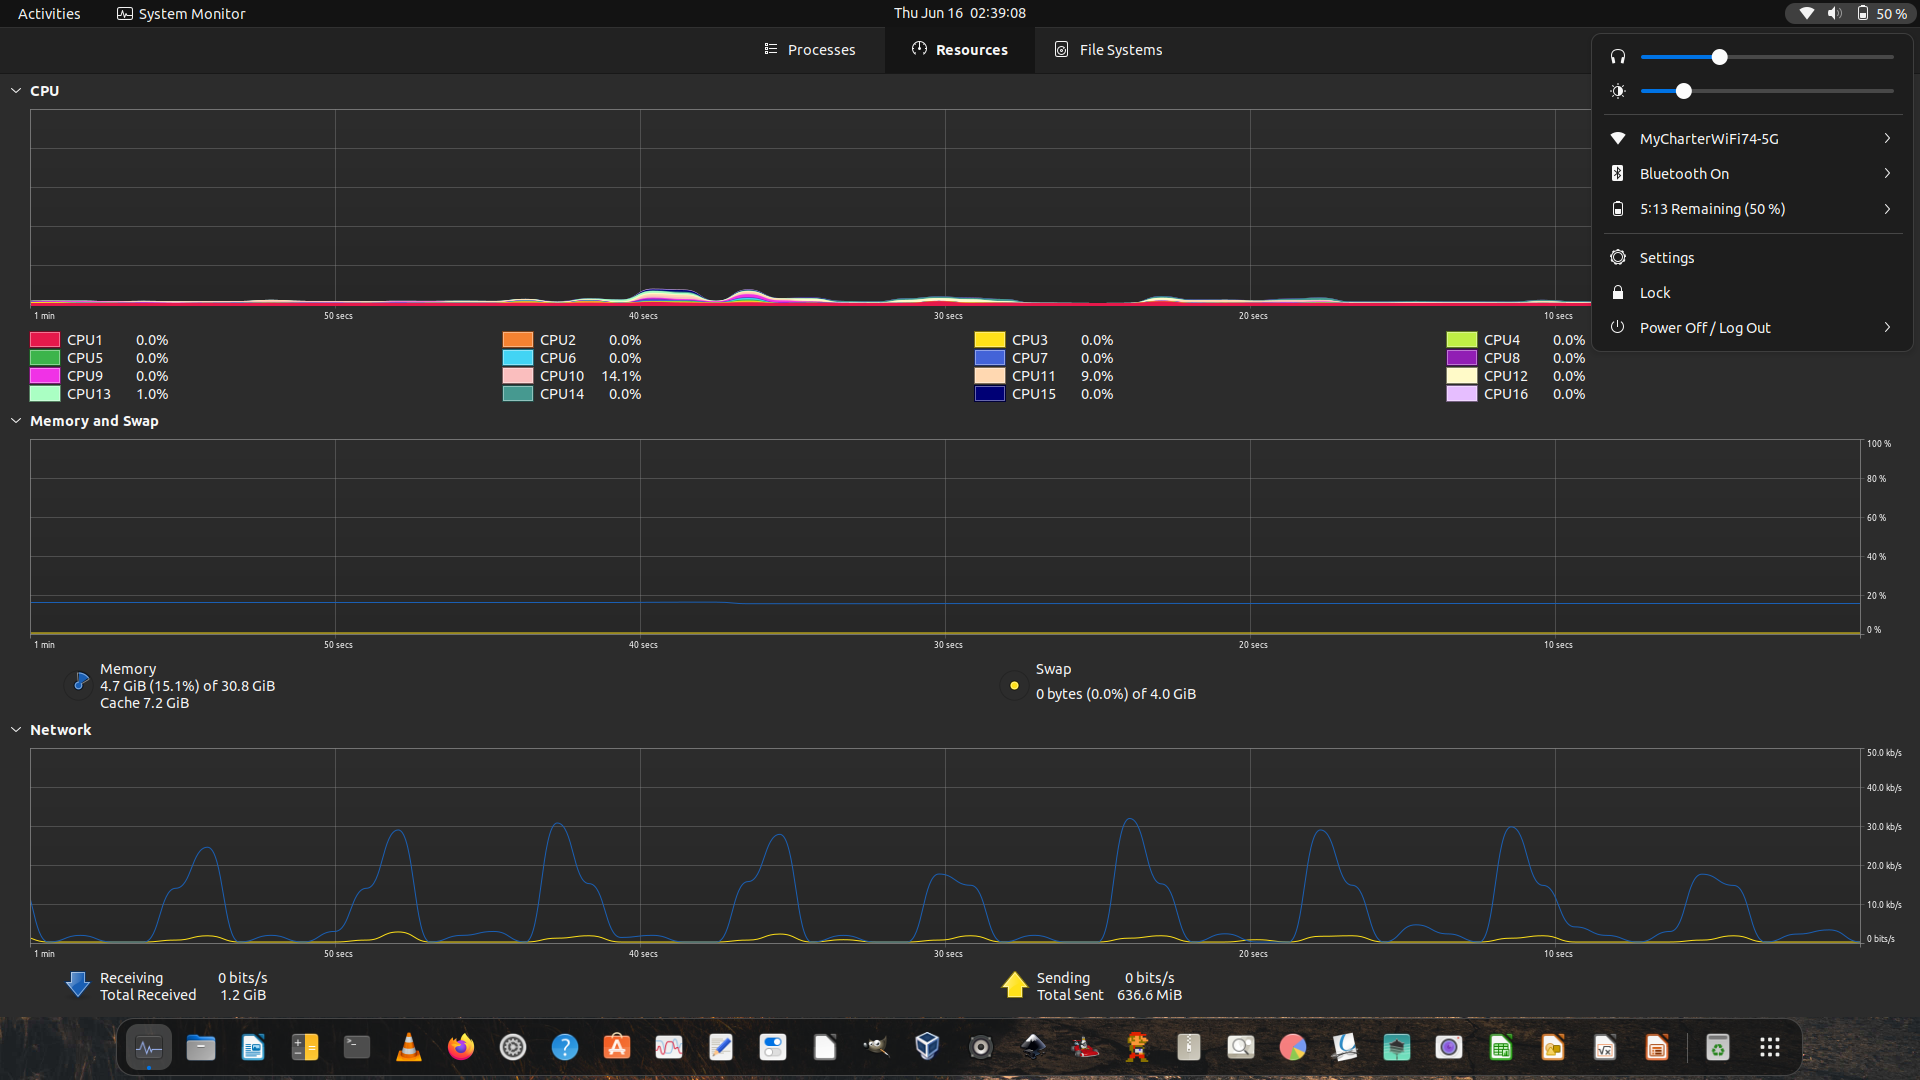 Activities System Monitor Thu Jun 16 02:39:08 50 %
Processes Resources File Systems
CPU
1 min 50 secs 40 secs 30 secs 20 secs 10 secs
CPU1 0.0% CPU2 0.0% CPU3 0.0% CPU4 0.0%
CPU5 0.0% CPU6 0.0% CPU7 0.0% CPU8 0.0%
CPU9 0.0% CPU10 14.1% CPU11 9.0% CPU12 0.0%
CPU13 1.0% CPU14 0.0% CPU15 0.0% CPU16 0.0%
MyCharterWiFi74-5G
Bluetooth On
5:13 Remaining (50 %)
Settings
Lock
Power Off / Log Out
Memory and Swap
100 %
80 %
60 %
40 %
20 %
0 %
1 min 50 secs 40 secs 30 secs 20 secs 10 secs
Memory
4.7 GiB (15.1%) of 30.8 GiB
Cache 7.2 GiB
Swap
0 bytes (0.0%) of 4.0 GiB
Network
50.0 kb/s
40.0 kb/s
30.0 kb/s
20.0 kb/s
10.0 kb/s
0 bits/s
1 min 50 secs 40 secs 30 secs 20 secs 10 secs
Receiving 0 bits/s
Total Received 1.2 GiB
Sending 0 bits/s
Total Sent 636.6 MiB